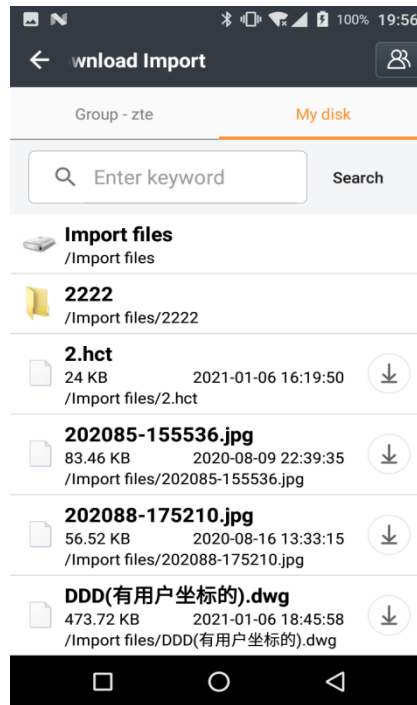 100% 19:56
wnload Import
Group - zte
My disk
Enter keyword
Search
Import files
/Import files
2222
/Import files/2222
2.hct
24 KB 2021-01-06 16:19:50
/Import files/2.hct
202085-155536.jpg
83.46 KB 2020-08-09 22:39:35
/Import files/202085-155536.jpg
202088-175210.jpg
56.52 KB 2020-08-16 13:33:15
/Import files/202088-175210.jpg
DDD(有用户坐标的).dwg
473.72 KB 2021-01-06 18:45:58
/Import files/DDD(有用户坐标的).dwg